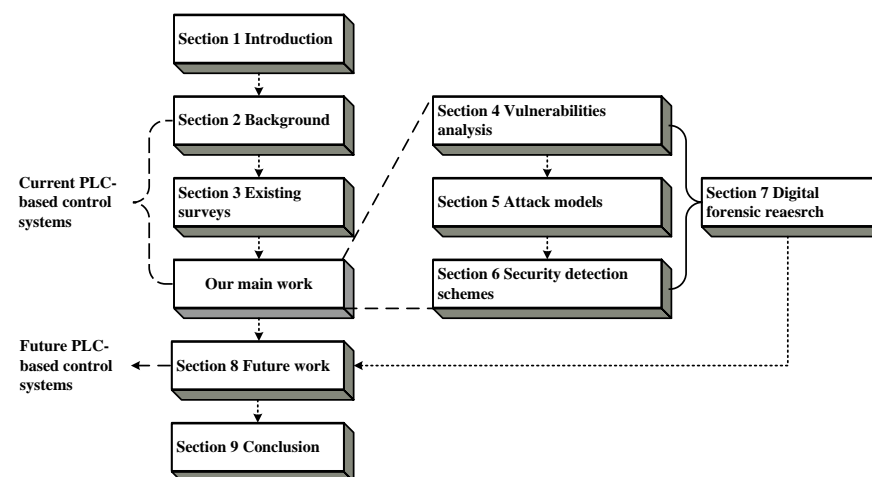 Section 1 Introduction
Section 2 Background
Current PLC-
based control
systems
Section 3 Existing
surveys
Our main work
Section 4 Vulnerabilities
analysis
Section 5 Attack models
Section 6 Security detection
schemes
Section 7 Digital
forensic reaesrch
Future PLC-
based control
systems
Section 8 Future work
Section 9 Conclusion